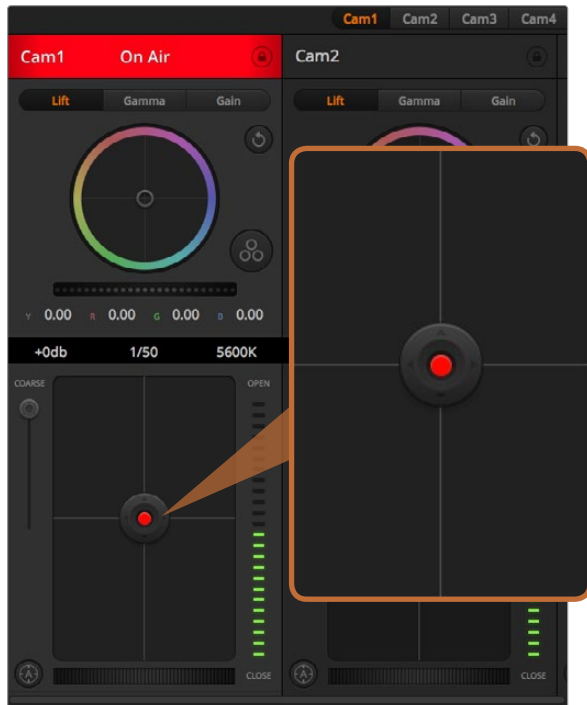 Cam1 Cam2 Cam3 Cam4
Cam1 On Air Cam2
Lift Gamma Gain Lift Gamma Gain
Y 0.00 R 0.00 G 0.00 B 0.00
+0db 1/50 5600K
COARSE OPEN
A CLOSE A CLOSE